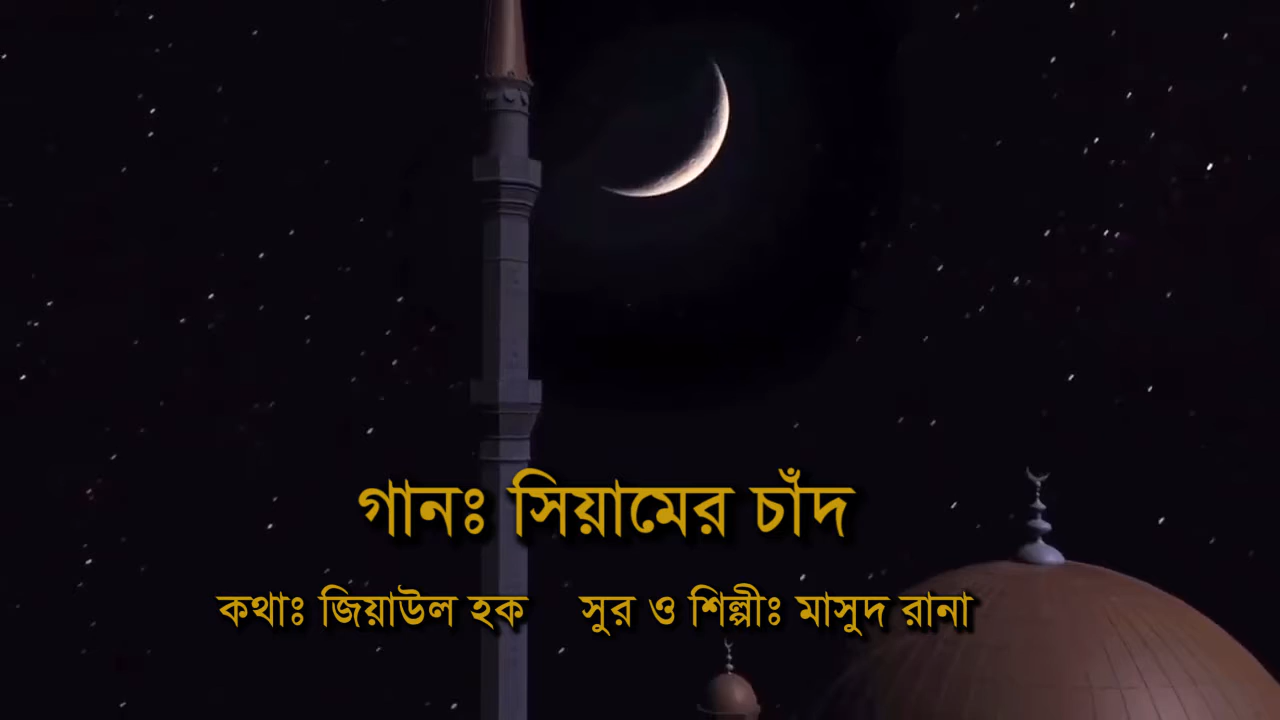 গানঃ সিয়ামের চাঁদ
কথাঃ জিয়াউল হক সুর ও শিল্পীঃ মাসুদ রানা